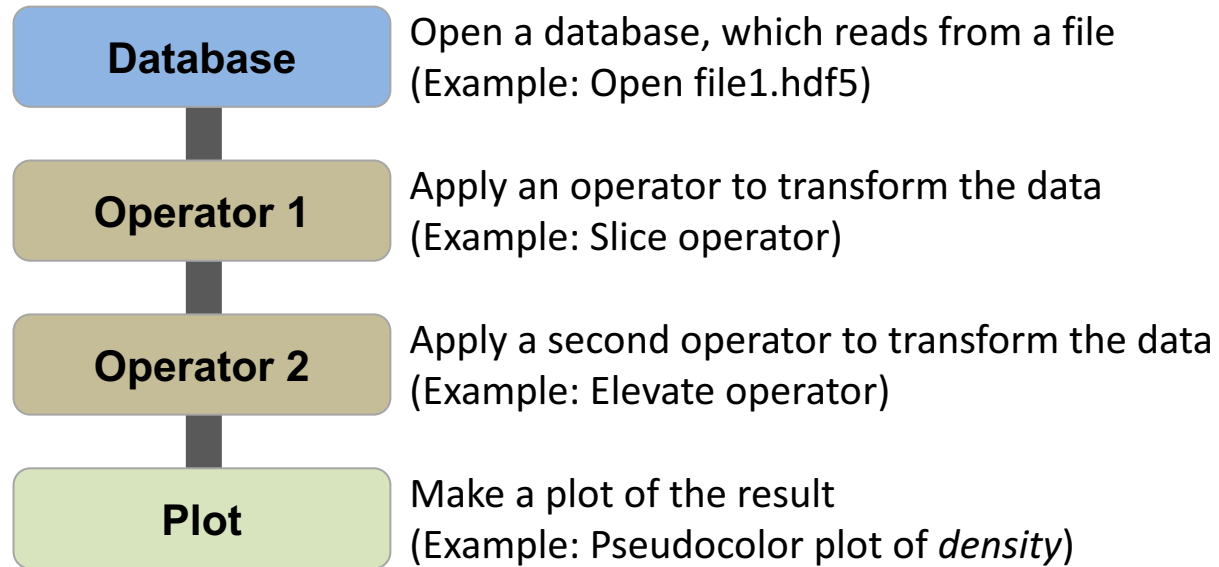 Database
Open a database, which reads from a file
(Example: Open file1.hdf5)
Operator 1
Apply an operator to transform the data
(Example: Slice operator)
Operator 2
Apply a second operator to transform the data
(Example: Elevate operator)
Plot
Make a plot of the result
(Example: Pseudocolor plot of density)